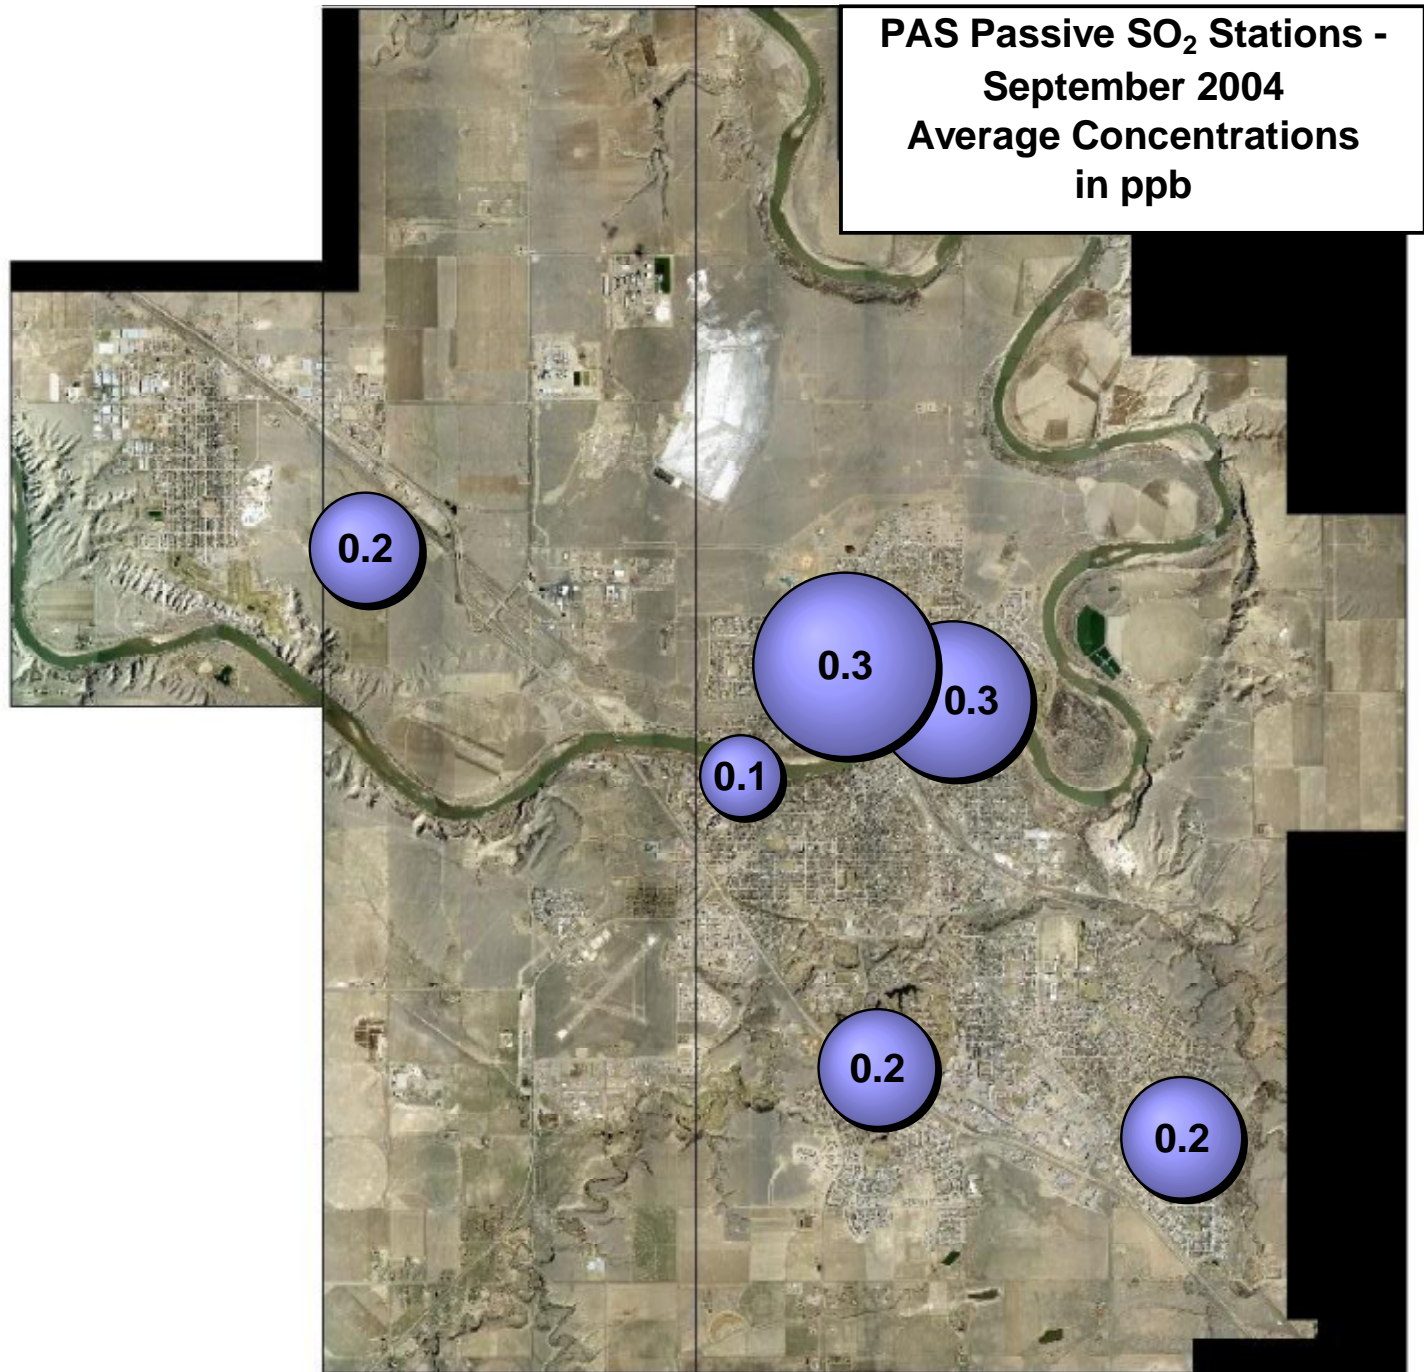 PAS Passive SO₂ Stations -
September 2004
Average Concentrations
in ppb
0.2
0.3
0.3
0.1
0.2
0.2